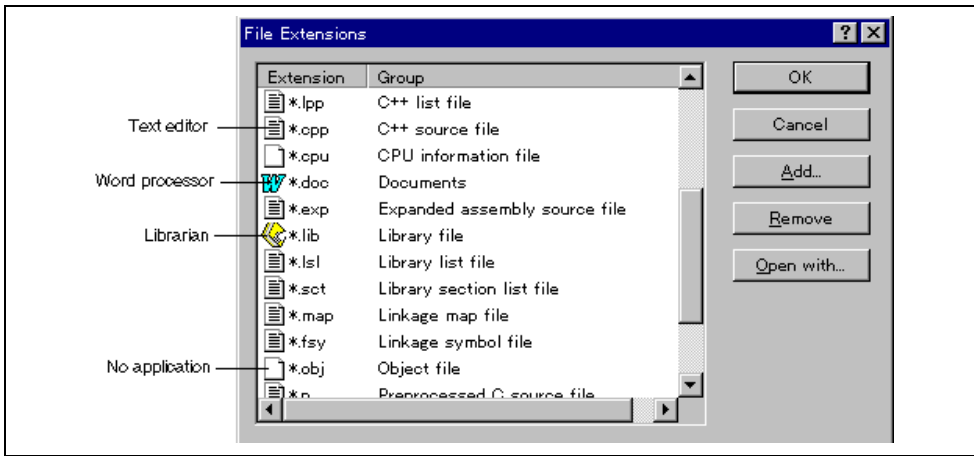 File Extensions
Extension Group
*.lpp C++ list file
Text editor *.cpp C++ source file
*.cpu CPU information file
Word processor *.doc Documents
*.exp Expanded assembly source file
Librarian *.lib Library file
*.lsl Library list file
*.sct Library section list file
*.map Linkage map file
*.fsy Linkage symbol file
No application *.obj Object file
*.p Preprocessed C source file
OK
Cancel
Add...
Remove
Open with...